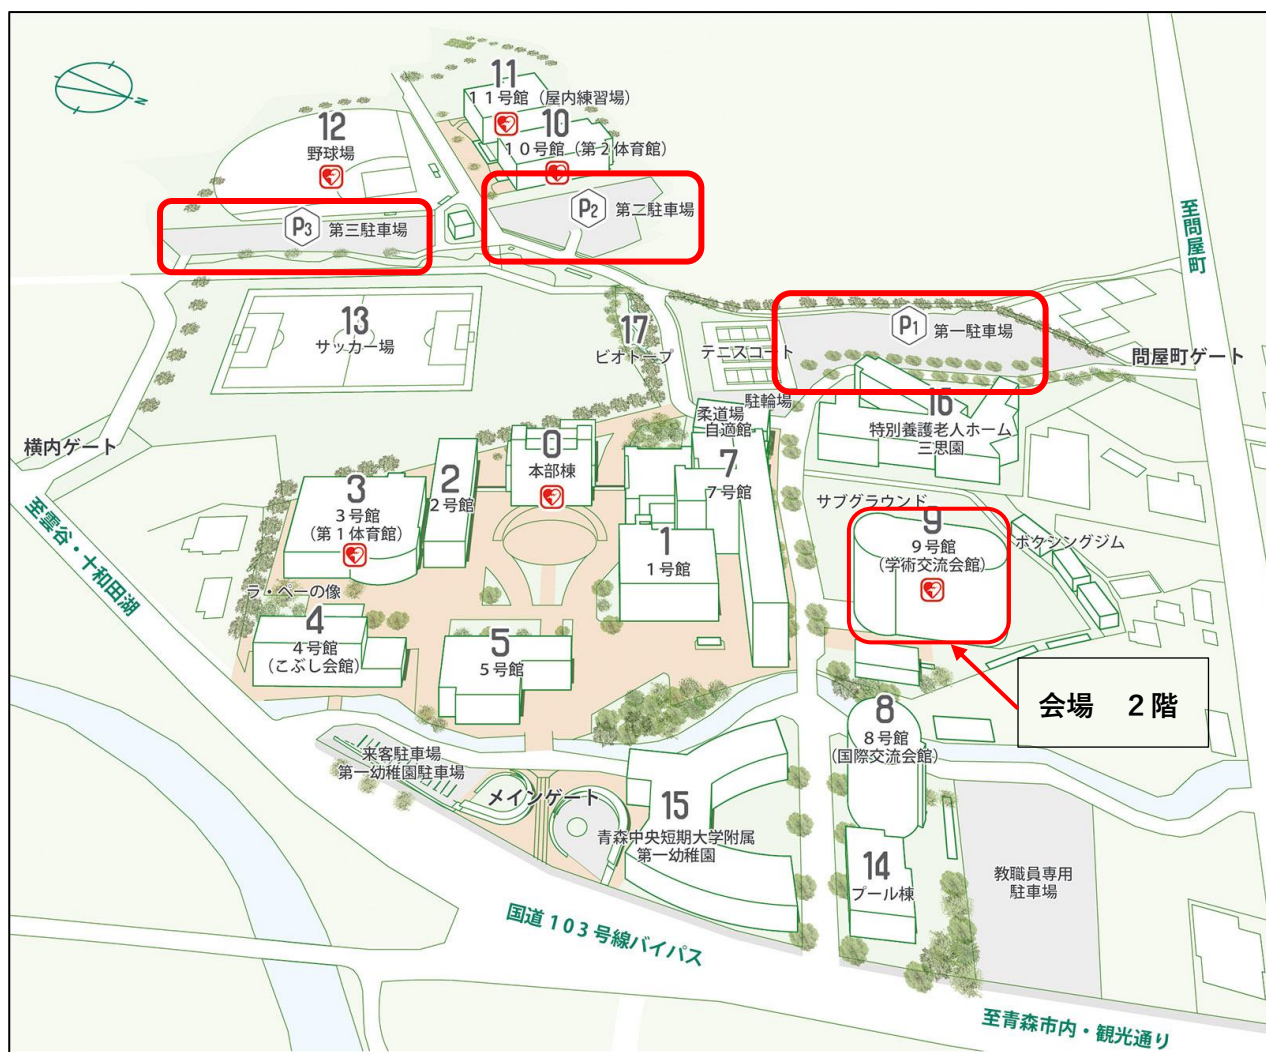 N
11
11号館（屋内練習場）
10
10号館（第2体育館）
12
野球場
P3 第三駐車場
P2 第二駐車場
至問屋町
P1 第一駐車場
13
サッカー場
17
ビオトープ
テニスコート
問屋町ゲート
駐輪場
柔道場
自適館
16
特別養護老人ホーム
三思園
横内ゲート
0
本部棟
2
2号館
3
3号館
（第1体育館）
7
7号館
1
1号館
サブグラウンド
9
9号館
（学術交流会館）
ボクシングジム
至雲谷・十和田湖
ラ・ペーの像
4
4号館
（こぶし会館）
5
5号館
会場　2階
8
8号館
（国際交流会館）
来客駐車場
第一幼稚園駐車場
メインゲート
15
青森中央短期大学附属
第一幼稚園
14
プール棟
教職員専用
駐車場
国道103号線バイパス
至青森市内・観光通り